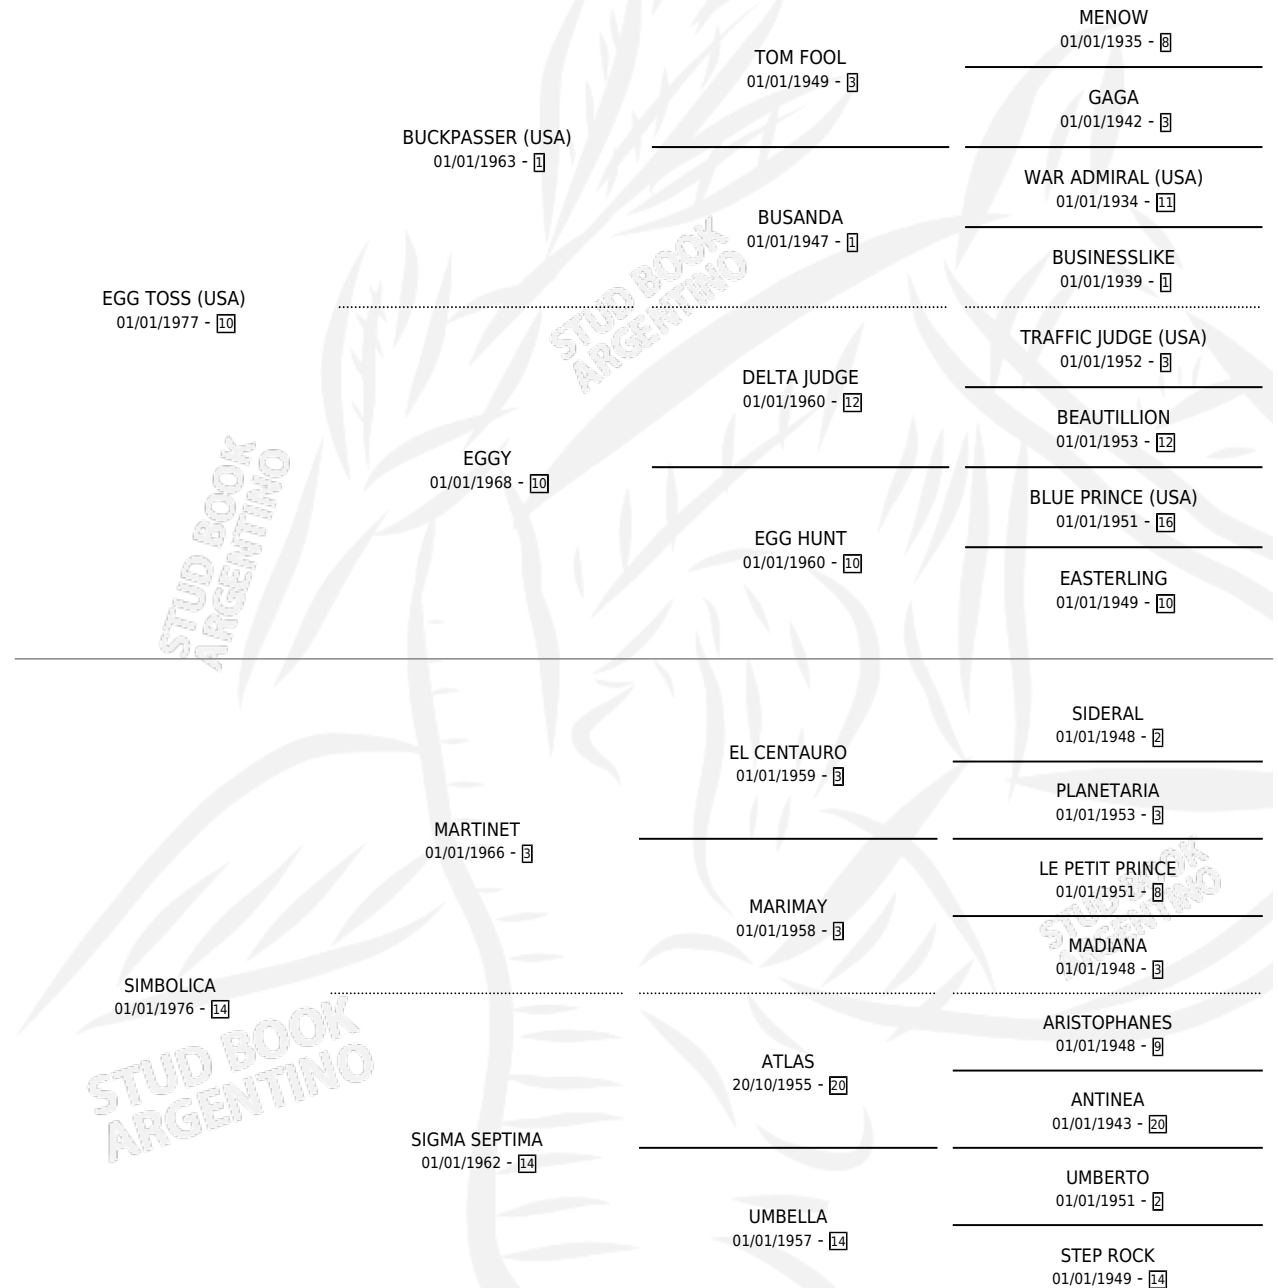 MENOW
01/01/1935 - 8
TOM FOOL
01/01/1949 - 3
GAGA
01/01/1942 - 3
BUCKPASSER (USA)
01/01/1963 - 1
WAR ADMIRAL (USA)
01/01/1934 - 11
BUSANDA
01/01/1947 - 1
BUSINESSLIKE
01/01/1939 - 1
EGG TOSS (USA)
01/01/1977 - 10
TRAFFIC JUDGE (USA)
01/01/1952 - 3
DELTA JUDGE
01/01/1960 - 12
BEAUTILLION
01/01/1953 - 12
EGGY
01/01/1968 - 10
BLUE PRINCE (USA)
01/01/1951 - 16
EGG HUNT
01/01/1960 - 10
EASTERLING
01/01/1949 - 10
SIDERAL
01/01/1948 - 2
EL CENTAURO
01/01/1959 - 3
PLANETARIA
01/01/1953 - 3
MARTINET
01/01/1966 - 3
LE PETIT PRINCE
01/01/1951 - 8
MARIMAY
01/01/1958 - 3
MADIANA
01/01/1948 - 3
SIMBOLICA
01/01/1976 - 14
ARISTOPHANES
01/01/1948 - 9
ATLAS
20/10/1955 - 20
ANTINEA
01/01/1943 - 20
SIGMA SEPTIMA
01/01/1962 - 14
UMBERTO
01/01/1951 - 2
UMBELLA
01/01/1957 - 14
STEP ROCK
01/01/1949 - 14
STUD BOOK
ARGENTINO
STUD BOOK
ARGENTINO
STUD BOOK
ARGENTINO
STUD BOOK
ARGENTINO